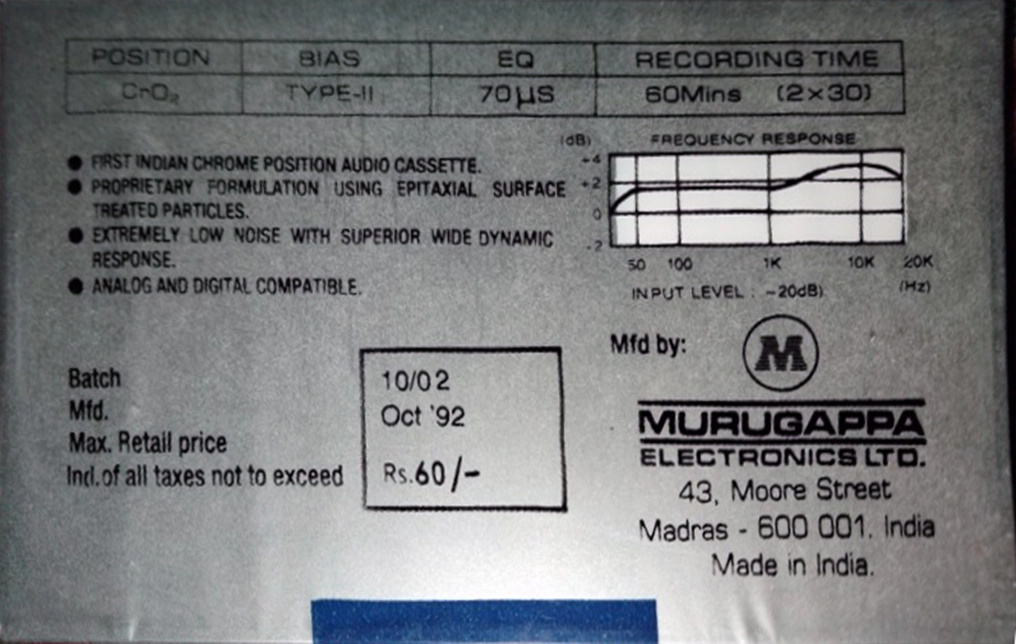 POSITION BIAS EQ RECORDING TIME
CrO₂ TYPE-II 70µS 60Mins (2×30)
● FIRST INDIAN CHROME POSITION AUDIO CASSETTE.
● PROPRIETARY FORMULATION USING EPITAXIAL SURFACE
TREATED PARTICLES.
● EXTREMELY LOW NOISE WITH SUPERIOR WIDE DYNAMIC
RESPONSE.
● ANALOG AND DIGITAL COMPATIBLE.
(dB) FREQUENCY RESPONSE
+4
+2
0
-2
50 100 1K 10K 20K
INPUT LEVEL : -20dB) (Hz)
Batch 10/02
Mfd. Oct '92
Max. Retail price
Incl.of all taxes not to exceed Rs.60/-
Mfd by:
M
MURUGAPPA
ELECTRONICS LTD.
43, Moore Street
Madras - 600 001. India
Made in India.